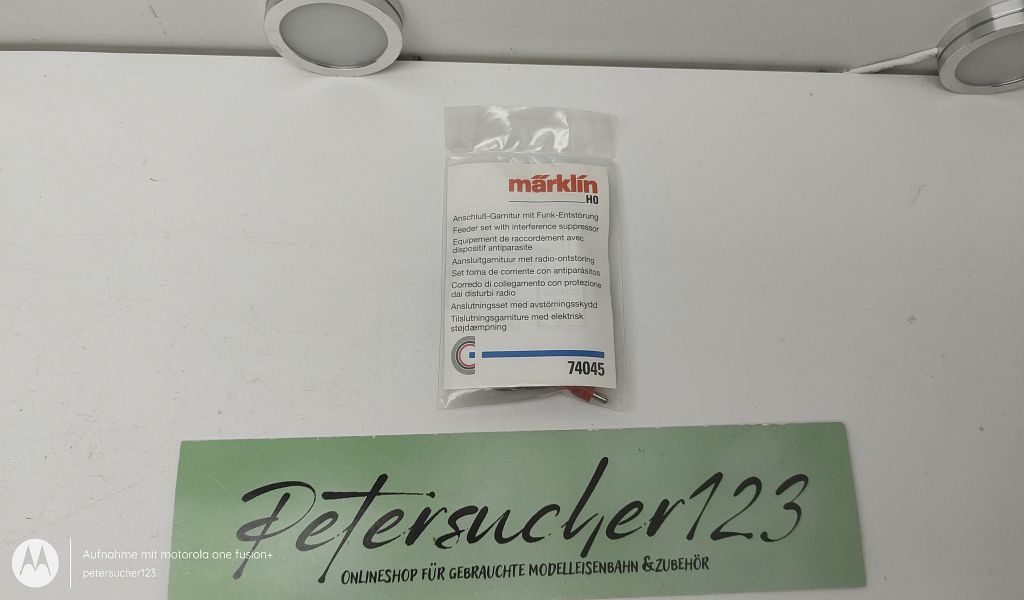 märklin
H0
Anschluß-Garnitur mit Funk-Entstörung
Feeder set with interference suppressor
Equipement de raccordement avec
dispositif antiparasite
Aansluitgarnituur met radio-ontstoring
Set toma de corriente con antiparásitos
Corredo di collegamento con protezione
dai disturbi radio
Anslutningsset med avstörningsskydd
Tilslutningsgarniture med elektrisk
støjdæmpning
74045
Petersucher123
ONLINESHOP FÜR GEBRAUCHTE MODELLEISENBAHN & ZUBEHÖR
Aufnahme mit motorola one fusion+
petersucher123